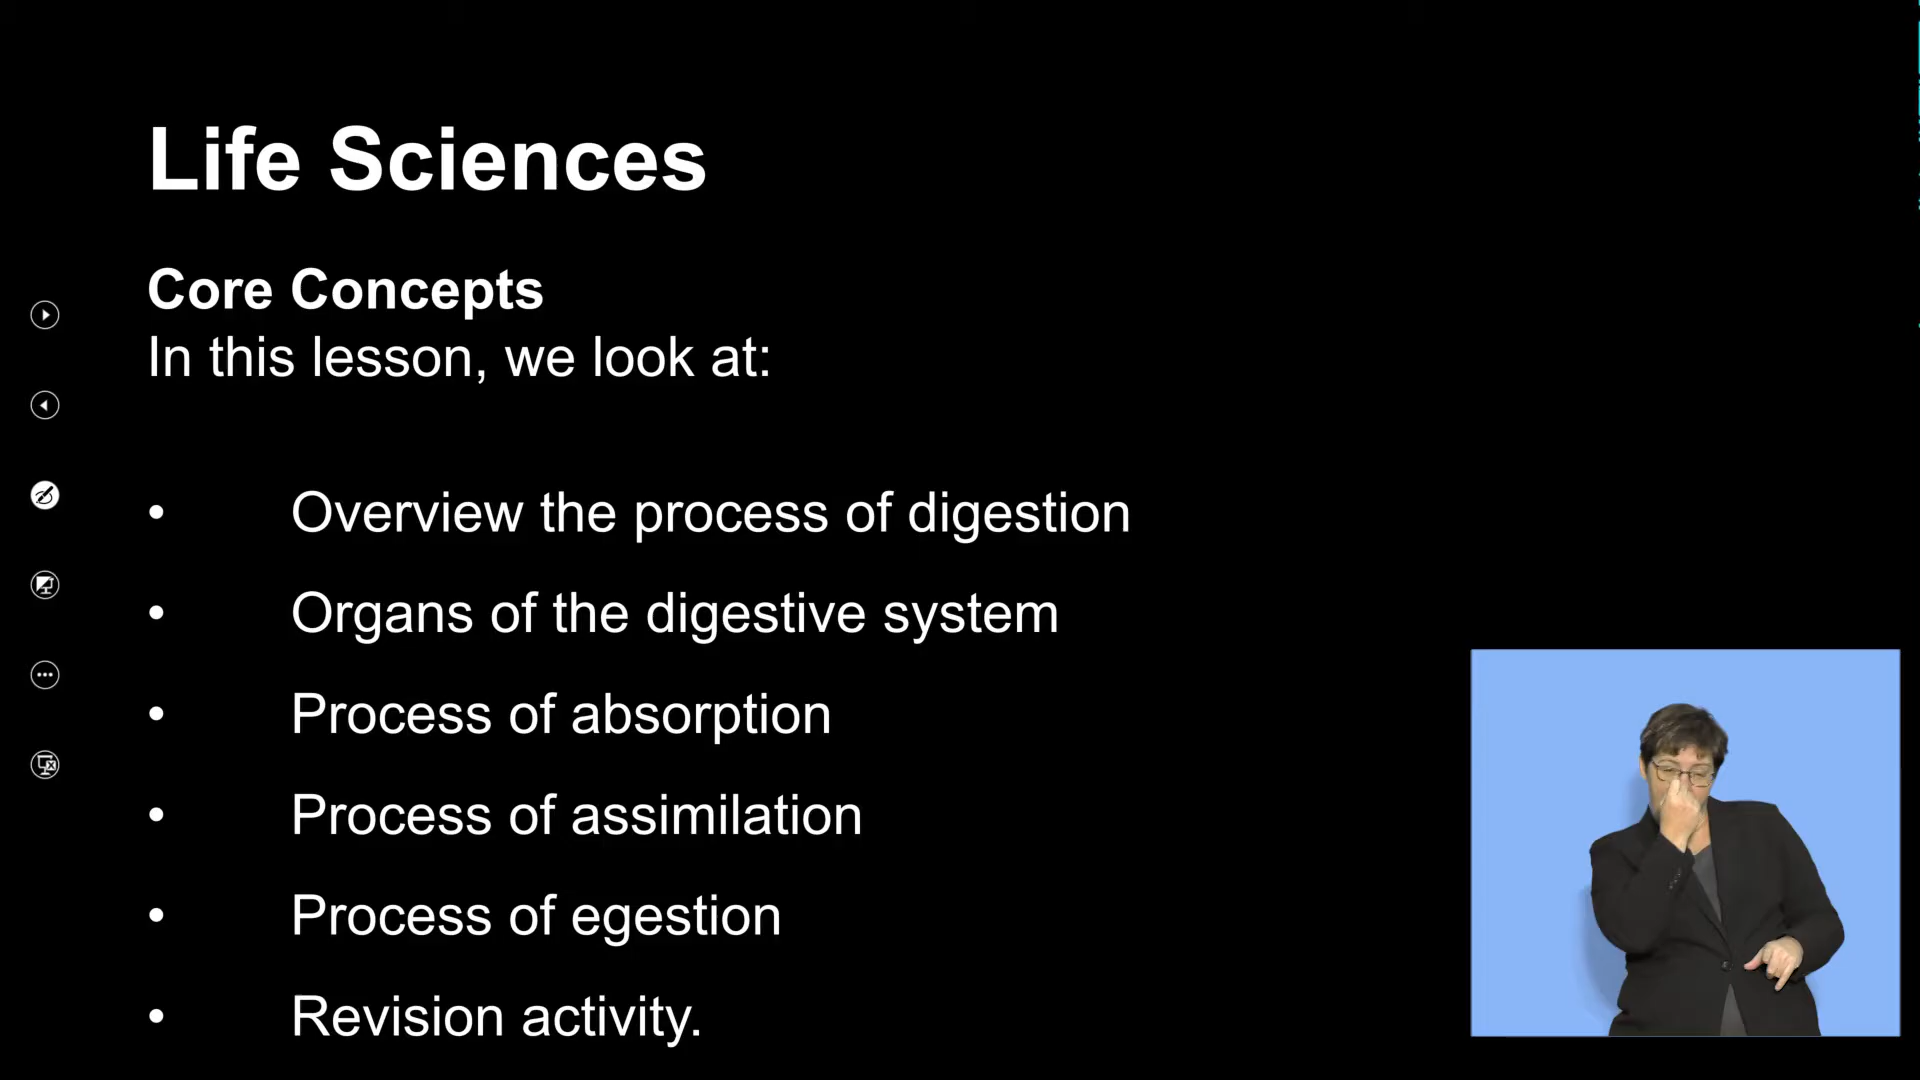 Life Sciences
Core Concepts
In this lesson, we look at:
• Overview the process of digestion
• Organs of the digestive system
• Process of absorption
• Process of assimilation
• Process of egestion
• Revision activity.